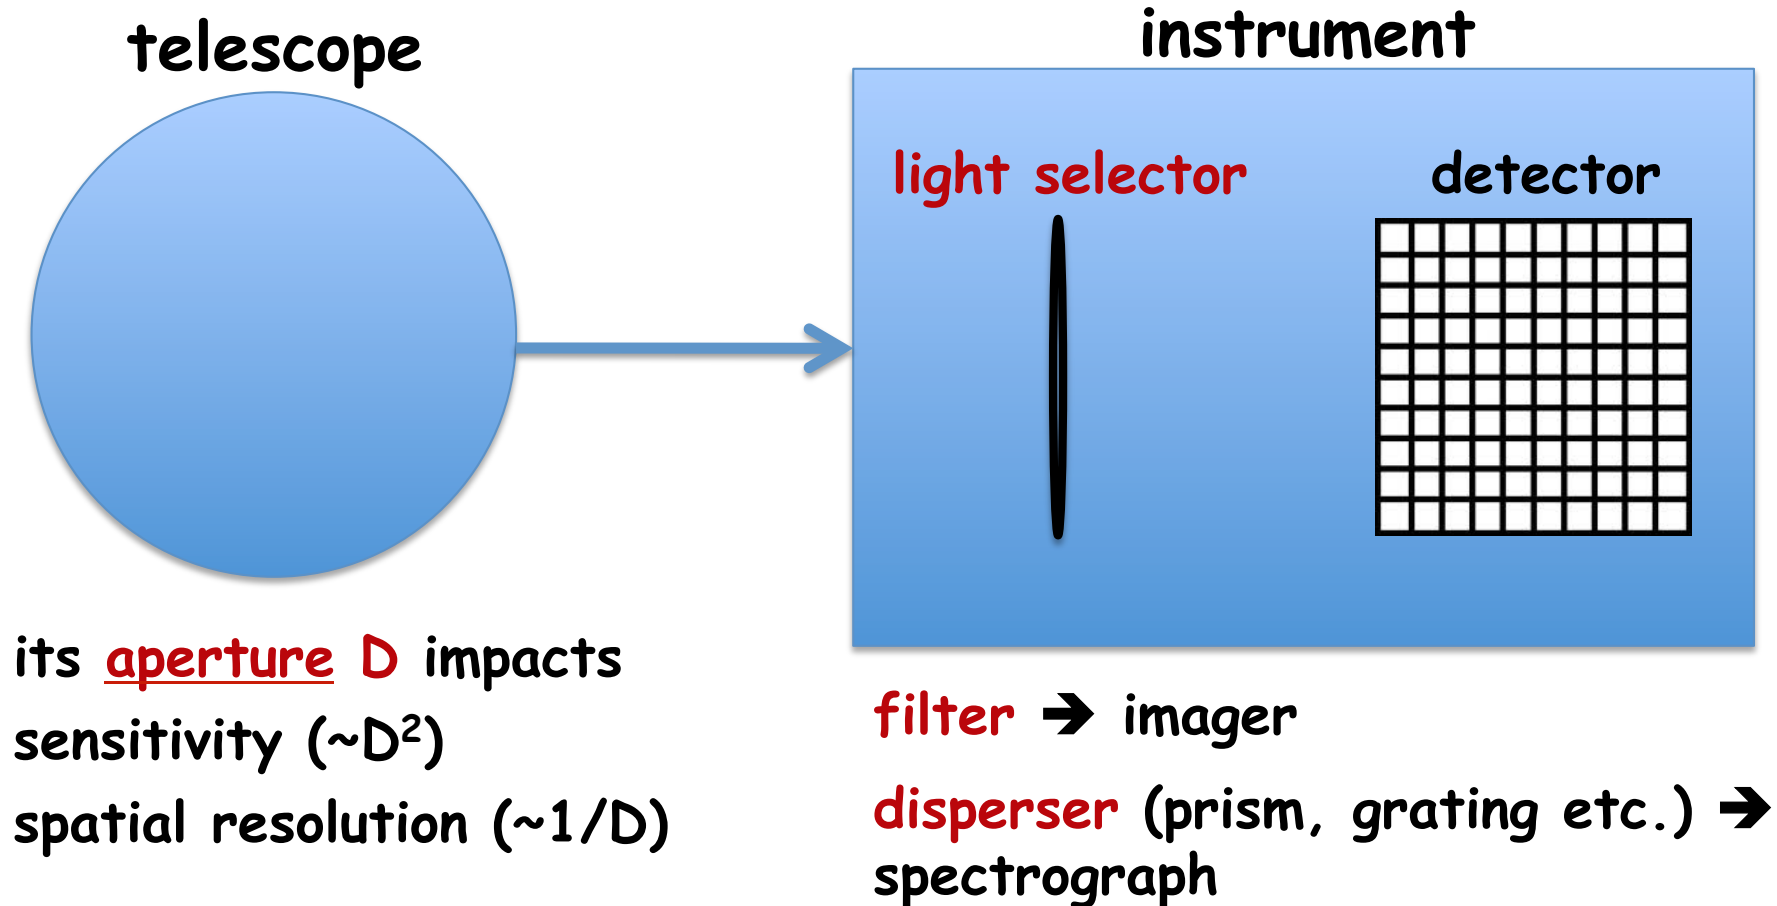 telescope
instrument
light selector
detector
its aperture D impacts
sensitivity (~D²)
spatial resolution (~1/D)
filter ➔ imager
disperser (prism, grating etc.) ➔
spectrograph